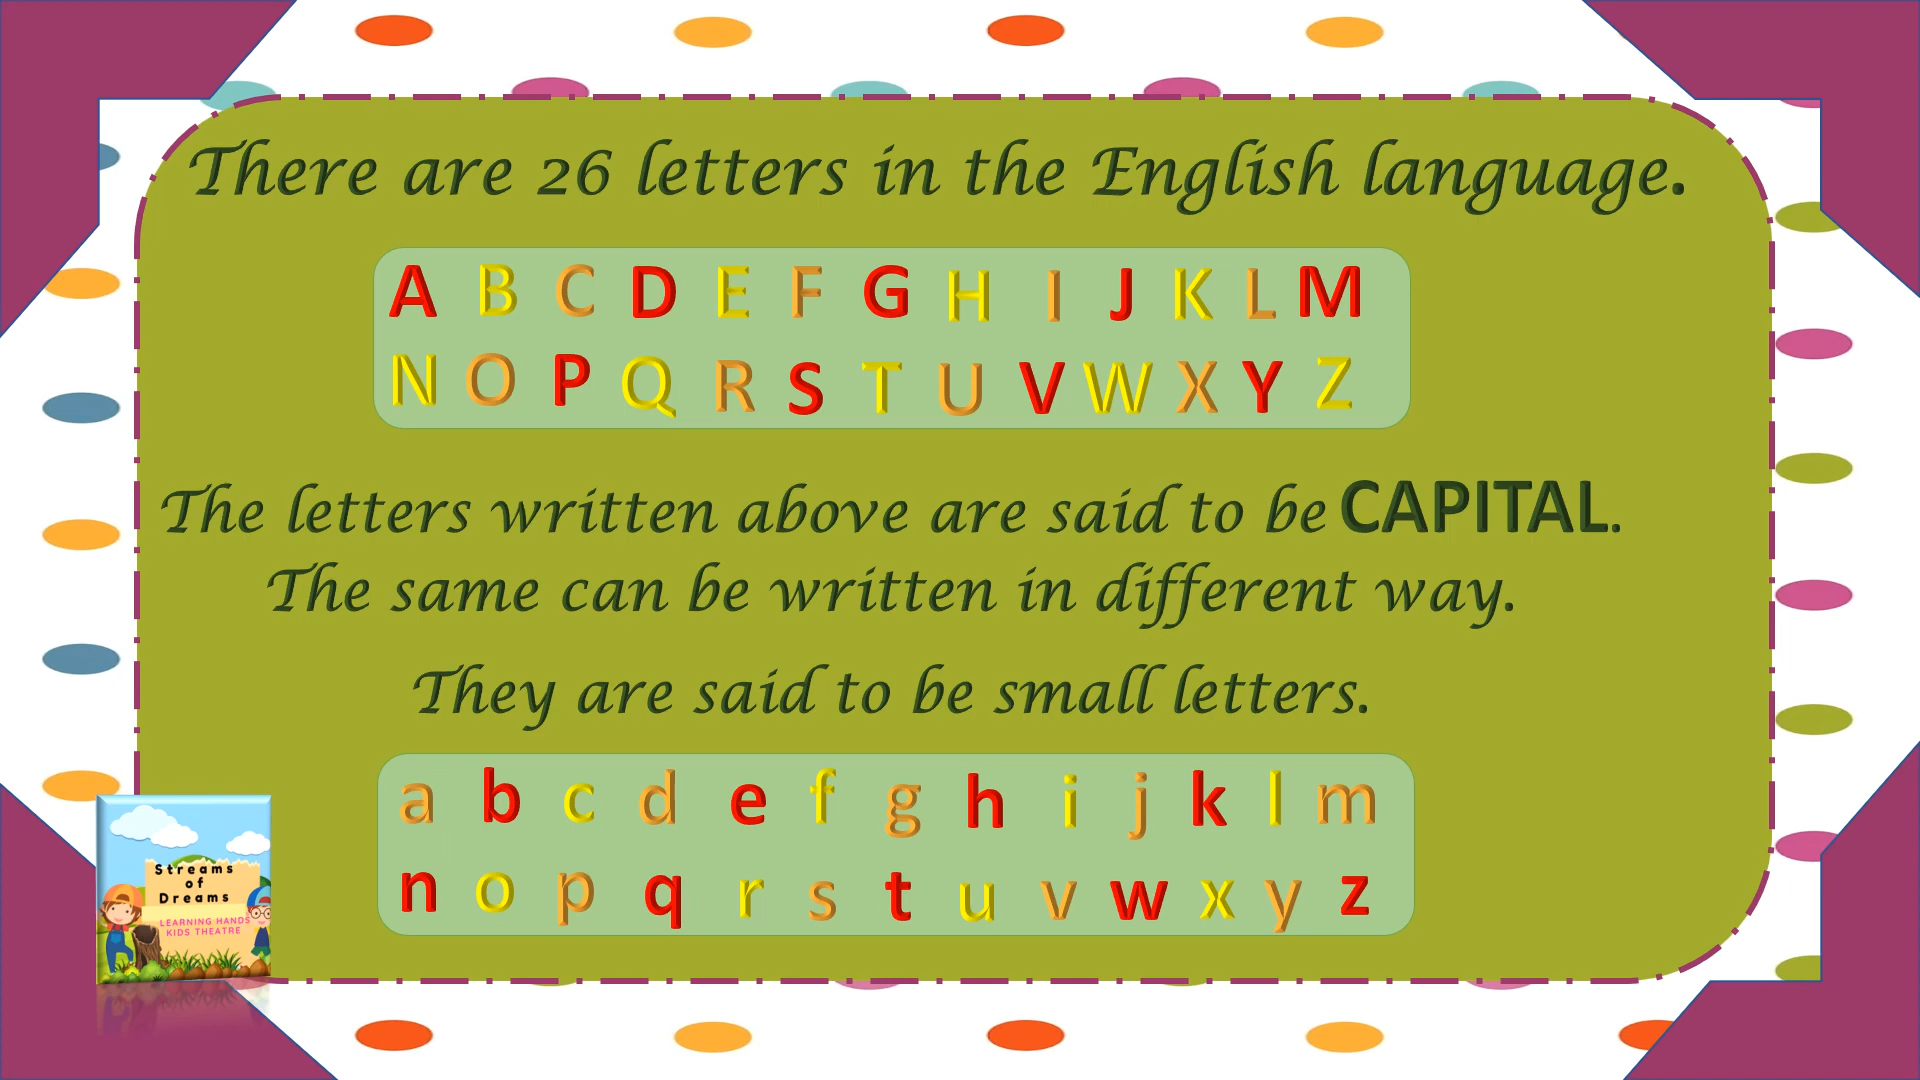 There are 26 letters in the English language.
A B C D E F G H I J K L M
N O P Q R S T U V W X Y Z
The letters written above are said to be CAPITAL.
The same can be written in different way.
They are said to be small letters.
a b c d e f g h i j k l m
n o p q r s t u v w x y z
Streams
of
Dreams
LEARNING HANDS
KIDS THEATRE